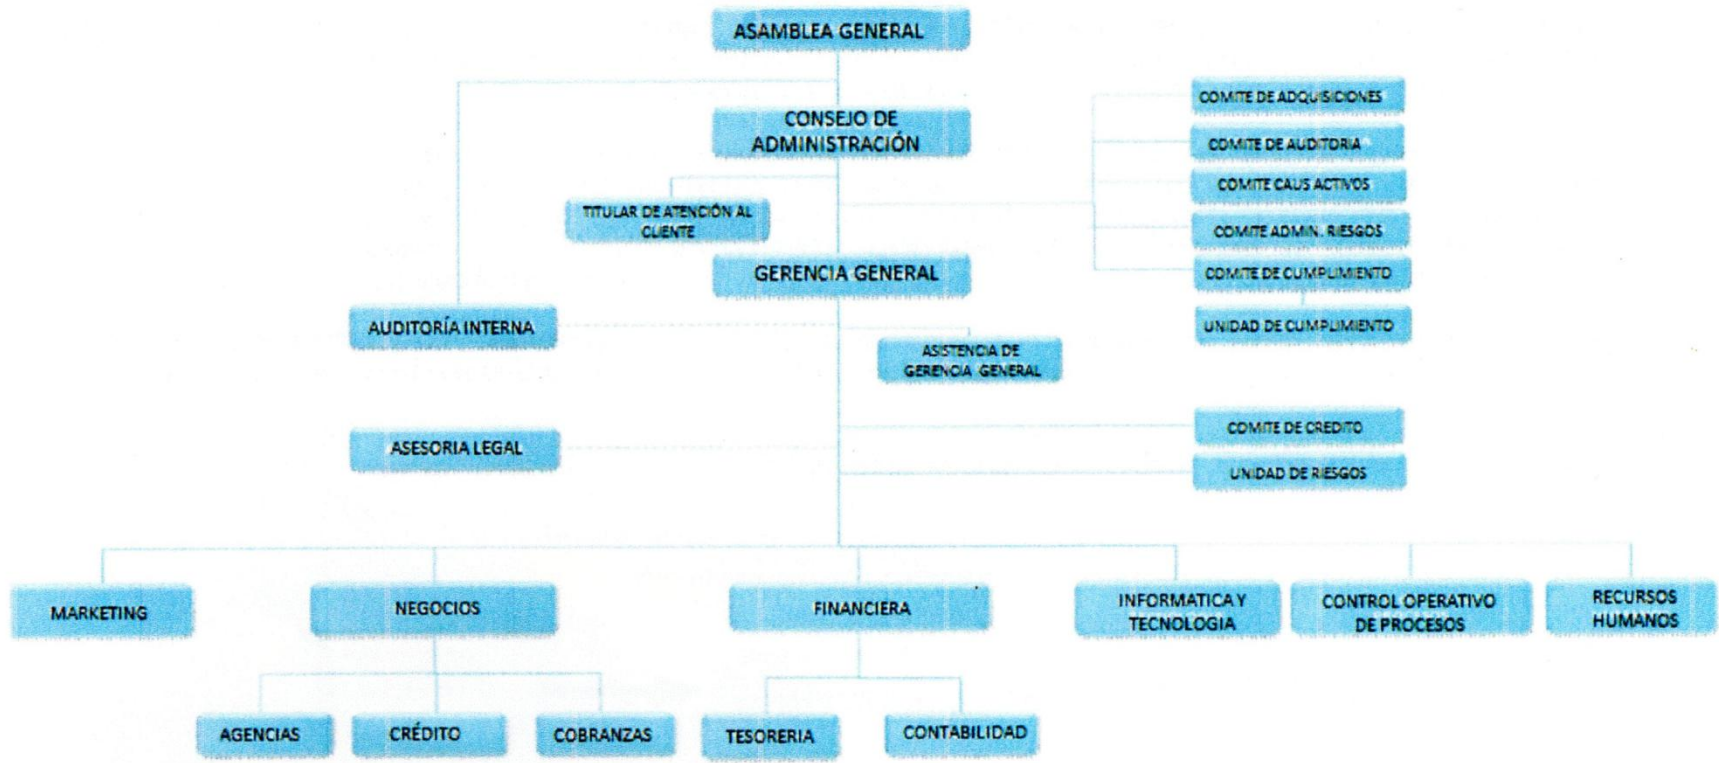 ASAMBLEA GENERAL
CONSEJO DE
ADMINISTRACIÓN
COMITE DE ADQUISICIONES
COMITE DE AUDITORIA
COMITE CALIS ACTIVOS
COMITE ADMIN. RIESGOS
COMITE DE CUMPLIMIENTO
UNIDAD DE CUMPLIMIENTO
TITULAR DE ATENCIÓN AL
CLIENTE
GERENCIA GENERAL
AUDITORÍA INTERNA
ASISTENCIA DE
GERENCIA GENERAL
ASESORIA LEGAL
COMITE DE CREDITO
UNIDAD DE RIESGOS
MARKETING
NEGOCIOS
FINANCIERA
INFORMATICA Y
TECNOLOGIA
CONTROL OPERATIVO
DE PROCESOS
RECURSOS
HUMANOS
AGENCIAS
CRÉDITO
COBRANZAS
TESORERIA
CONTABILIDAD